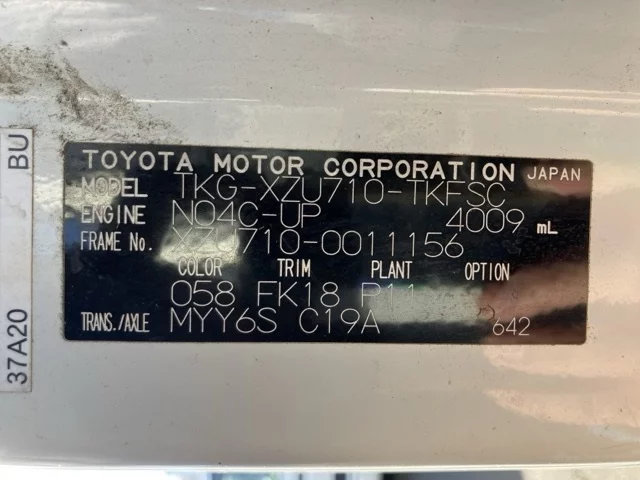 TOYOTA MOTOR CORPORATION JAPAN
MODEL TKG-XZU710-TKFSC
ENGINE N04C-UP 4009 mL
FRAME No. XZU710-0011156
COLOR TRIM PLANT OPTION
058 FK18 P11
TRANS./AXLE MYY6S C19A 642
37A20 BU